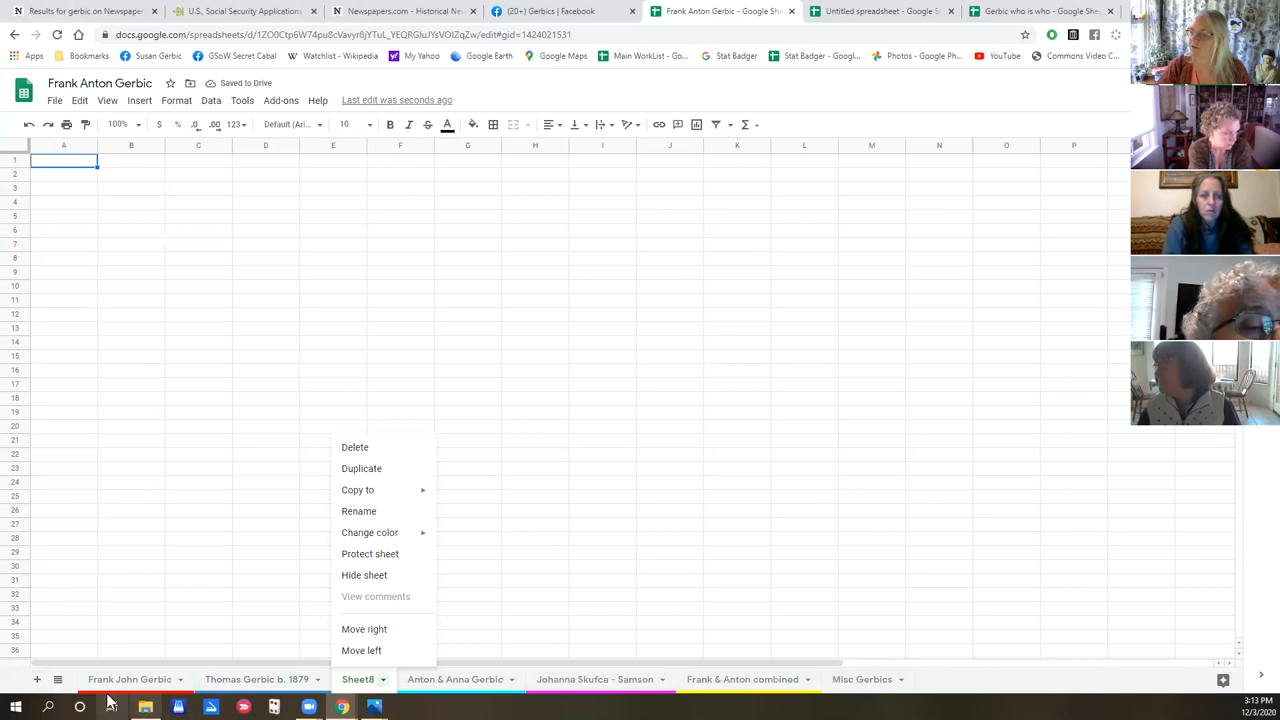 Results for gerbic in Newspape
U.S, Social Security Applications
Newspapers.com - Historical Nev
(20+) Gerbics | Facebook
Frank Anton Gerbic - Google She
Untitled spreadsheet - Google Sh
Gerbic who is who - Google Shee
docs.google.com/spreadsheets/d/1ZO0Ctp6W74pu8cVavyr8jYTuL_YEQRGIuIY-OIZqZw/edit#gid=1424021531
Apps
Bookmarks
Susan Gerbic
GSoW Secret Cabal
Watchlist - Wikipedia
My Yahoo
Google Earth
Google Maps
Main WorkList - Go...
Stat Badger
Stat Badger - Goo...
Photos - Google Ph...
YouTube
Commons Video C...
Frank Anton Gerbic
Saved to Drive
File Edit View Insert Format Data Tools Add-ons Help Last edit was seconds ago
100% $ % .0 .00 123 Default (Ari... 10 B I S A
A B C D E F G H I J K L M N O P
1
2
3
4
5
6
7
8
9
10
11
12
13
14
15
16
17
18
19
20
21
22
23
24
25
26
27
28
29
30
31
32
33
34
35
36
Delete
Duplicate
Copy to
Rename
Change color
Protect sheet
Hide sheet
View comments
Move right
Move left
Frank John Gerbic Thomas Gerbic b. 1879 Sheet8 Anton & Anna Gerbic Johanna Skufca - Samson Frank & Anton combined Misc Gerbics
3:13 PM
12/3/2020